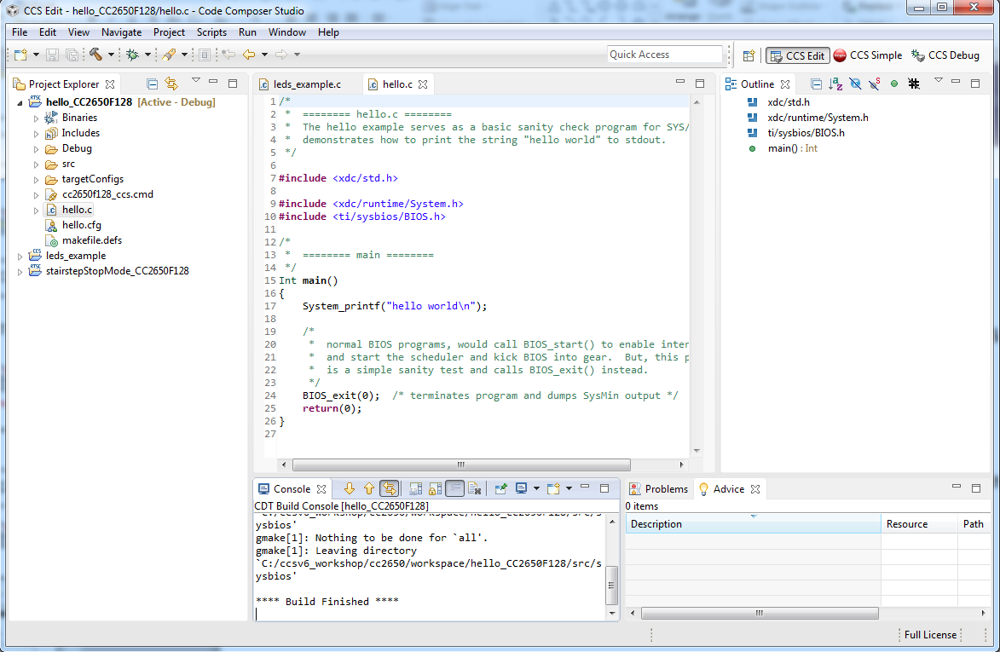 CCS Edit - hello_CC2650F128/hello.c - Code Composer Studio
File Edit View Navigate Project Scripts Run Window Help
Quick Access
CCS Edit CCS Simple CCS Debug
Project Explorer
hello_CC2650F128 [Active - Debug]
Binaries
Includes
Debug
src
targetConfigs
cc2650f128_ccs.cmd
hello.c
hello.cfg
makefile.defs
leds_example
stairstepStopMode_CC2650F128
leds_example.c hello.c
1 /*
2 *  ======== hello.c ========
3 *  The hello example serves as a basic sanity check program for SYS/
4 *  demonstrates how to print the string "hello world" to stdout.
5 */
6
7 #include <xdc/std.h>
8
9 #include <xdc/runtime/System.h>
10 #include <ti/sysbios/BIOS.h>
11
12 /*
13 *  ======== main ========
14 */
15 Int main()
16 {
17 System_printf("hello world\n");
18
19 /*
20 *  normal BIOS programs, would call BIOS_start() to enable inter
21 *  and start the scheduler and kick BIOS into gear.  But, this p
22 *  is a simple sanity test and calls BIOS_exit() instead.
23 */
24 BIOS_exit(0);  /* terminates program and dumps SysMin output */
25 return(0);
26 }
27
Outline
xdc/std.h
xdc/runtime/System.h
ti/sysbios/BIOS.h
main() : Int
Console
CDT Build Console [hello_CC2650F128]
`C:/ccsv6_workshop/cc2650/workspace/hello_CC2650F128/src/s
ysbios'
gmake[1]: Nothing to be done for `all'.
gmake[1]: Leaving directory
`C:/ccsv6_workshop/cc2650/workspace/hello_CC2650F128/src/s
ysbios'
**** Build Finished ****
Problems Advice
0 items
Description Resource Path
Full License